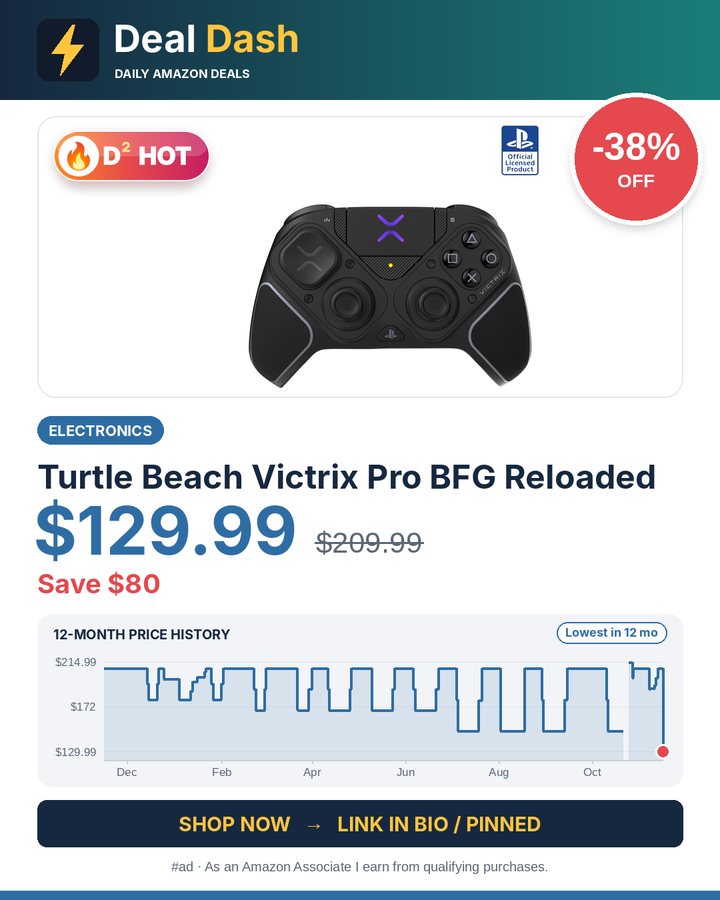 Deal Dash
DAILY AMAZON DEALS
D² HOT
Official
Licensed
Product
-38%
OFF
VICTRIX
ELECTRONICS
Turtle Beach Victrix Pro BFG Reloaded
$129.99 $209.99
Save $80
12-MONTH PRICE HISTORY
Lowest in 12 mo
$214.99
$172
$129.99
Dec Feb Apr Jun Aug Oct
SHOP NOW → LINK IN BIO / PINNED
#ad · As an Amazon Associate I earn from qualifying purchases.